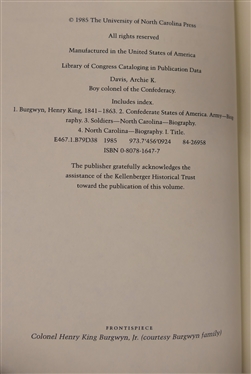 © 1985 The University of North Carolina Press
All rights reserved
Manufactured in the United States of America
Library of Congress Cataloging in Publication Data
Davis, Archie K.
Boy colonel of the Confederacy.
Includes index.
1. Burgwyn, Henry King, 1841–1863. 2. Confederate States of America. Army—Biog
raphy. 3. Soldiers—North Carolina—Biography.
4. North Carolina—Biography. I. Title.
E467.1.B79D38 1985 973.7'456'0924 84-26958
ISBN 0-8078-1647-7
The publisher gratefully acknowledges the
assistance of the Kellenberger Historical Trust
toward the publication of this volume.
FRONTISPIECE
Colonel Henry King Burgwyn, Jr. (courtesy Burgwyn family)